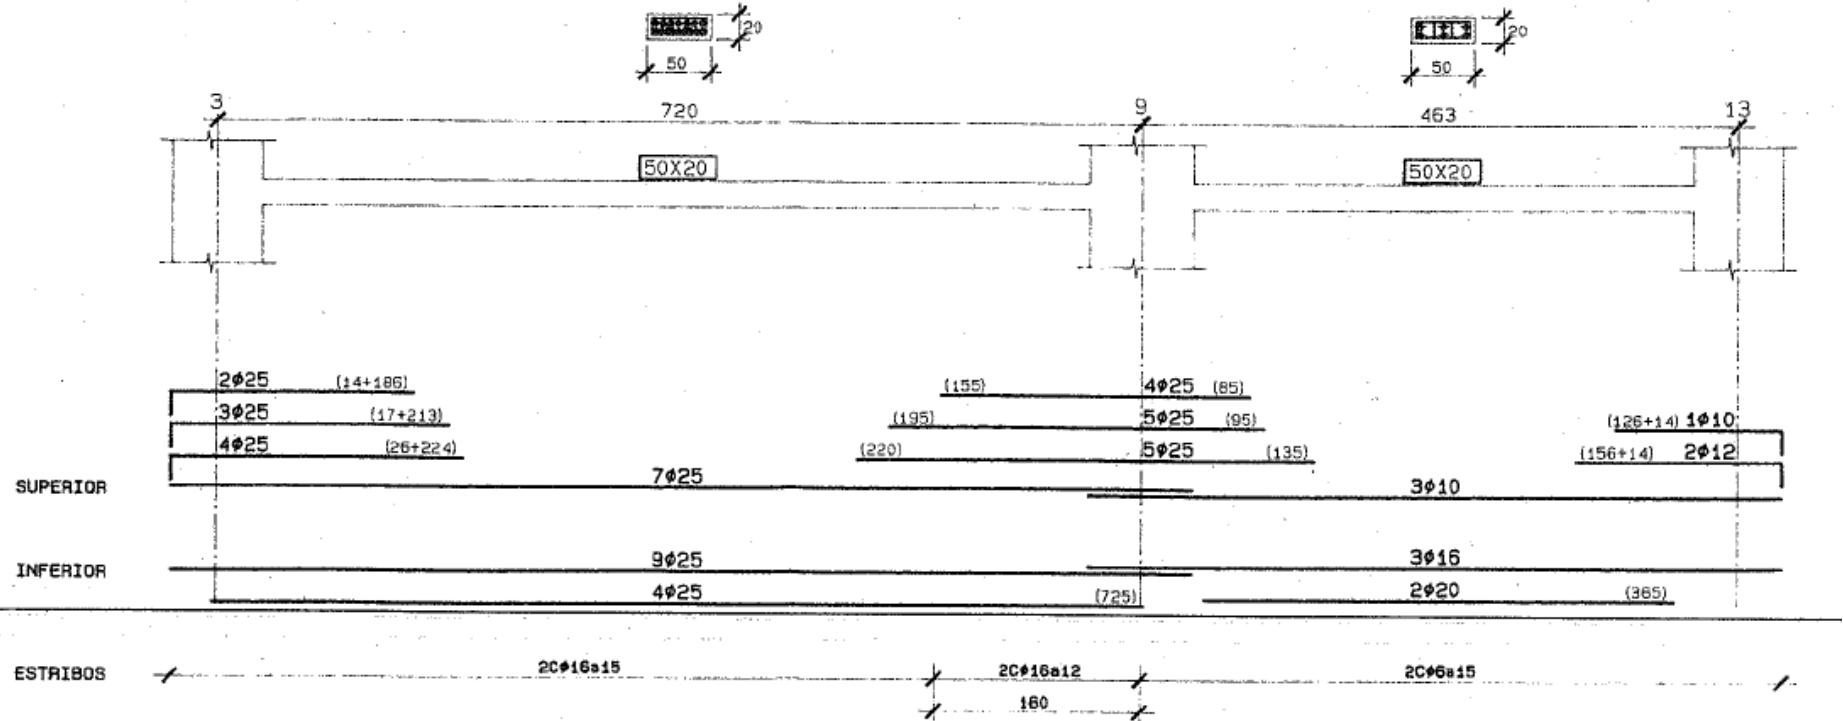 20
20
50
50
3
720
9
463
13
50X20
50X20
2φ25 (14+186)
(155) 4φ25 (85)
3φ25 (17+213)
(195) 5φ25 (95)
(126+14) 1φ10
4φ25 (26+224)
(220) 5φ25 (135)
(156+14) 2φ12
SUPERIOR
7φ25
3φ10
INFERIOR
9φ25
3φ16
4φ25 (725)
2φ20 (365)
ESTRIBOS
2Cφ16a15
2Cφ16a12
2Cφ6a15
160